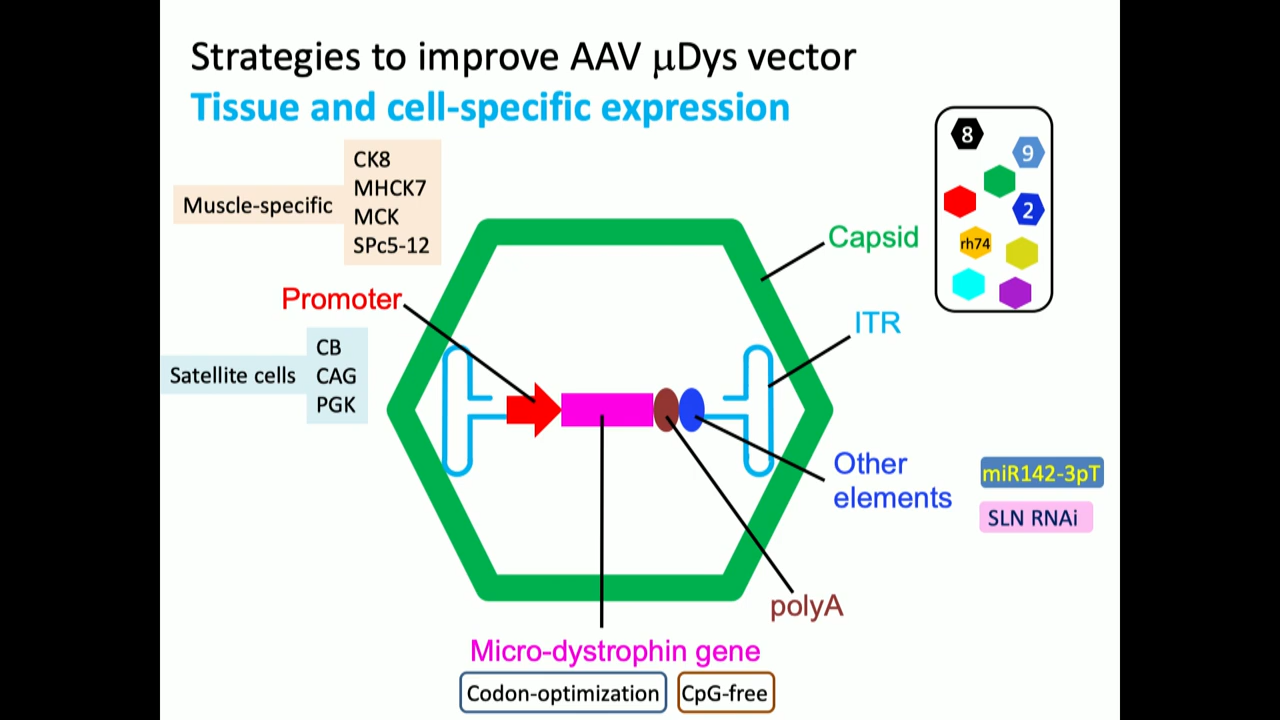 Strategies to improve AAV μDys vector
Tissue and cell-specific expression
CK8
MHCK7
MCK
SPc5-12
Muscle-specific
Promoter
CB
CAG
PGK
Satellite cells
Capsid
8
9
2
rh74
ITR
Other
elements
miR142-3pT
SLN RNAi
polyA
Micro-dystrophin gene
Codon-optimization
CpG-free